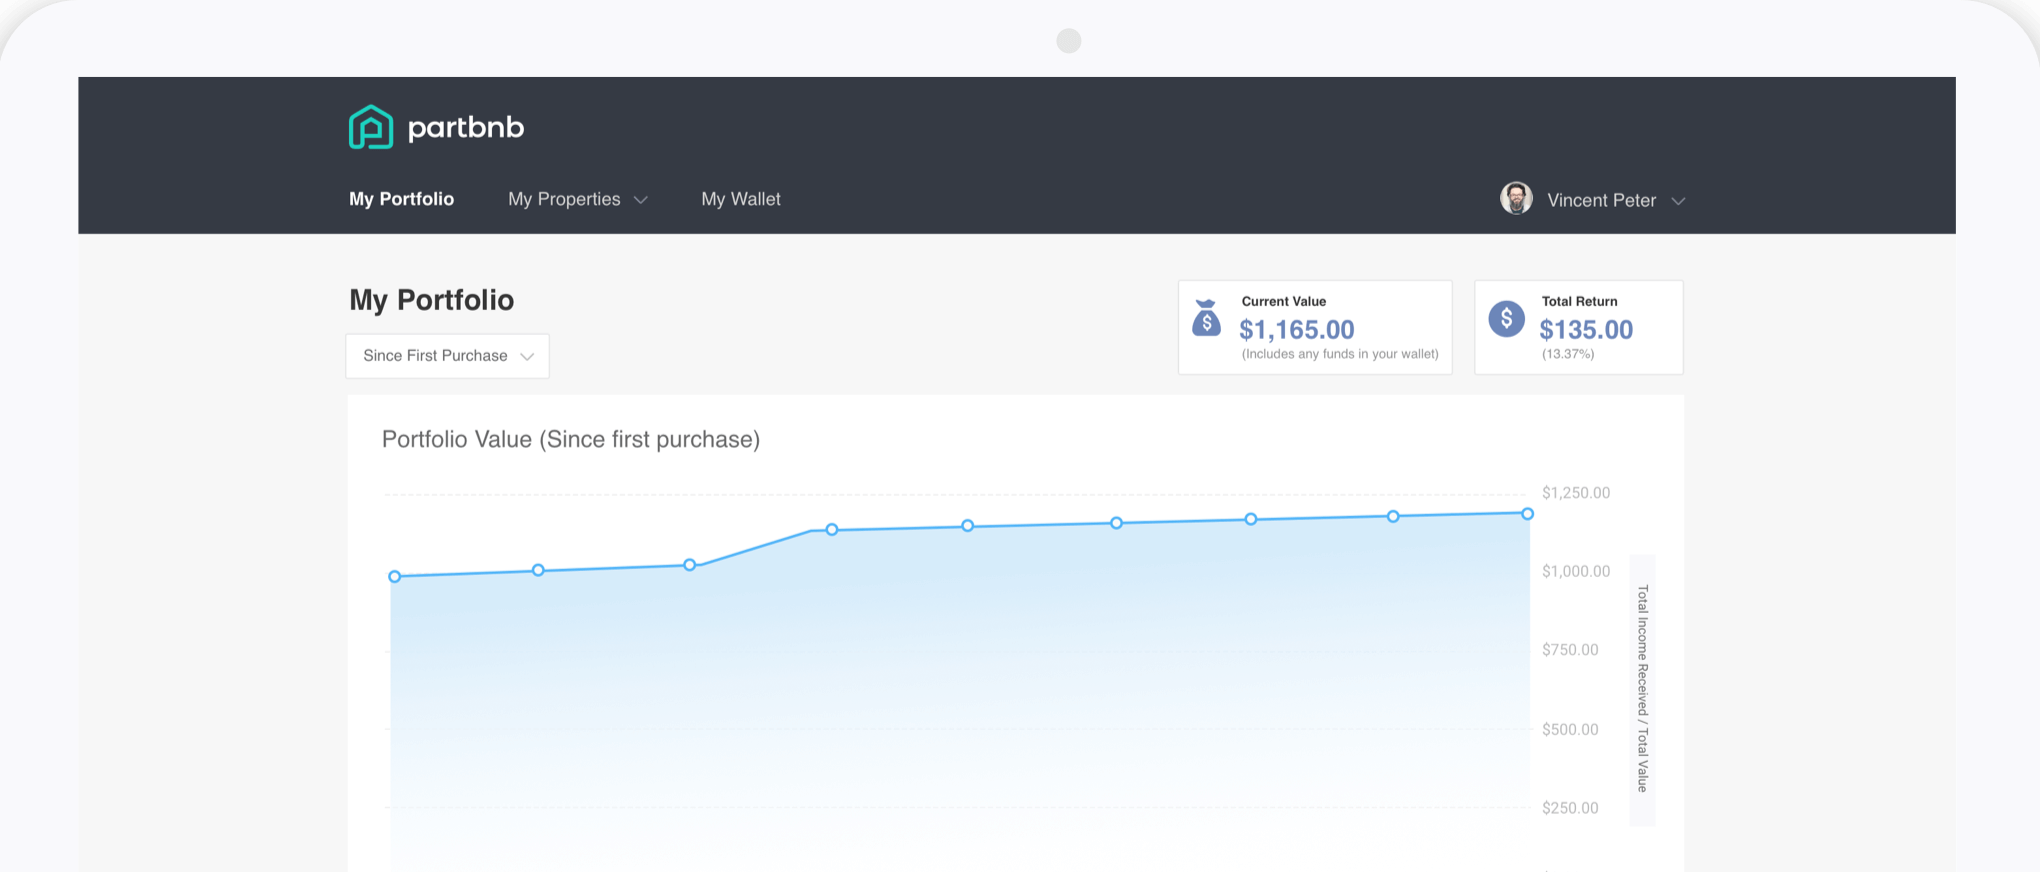 partbnb
My Portfolio
My Properties
My Wallet
Vincent Peter
My Portfolio
Since First Purchase
Current Value
$1,165.00
(Includes any funds in your wallet)
Total Return
$135.00
(13.37%)
Portfolio Value (Since first purchase)
$1,250.00
$1,000.00
$750.00
$500.00
$250.00
Total Income Received / Total Value